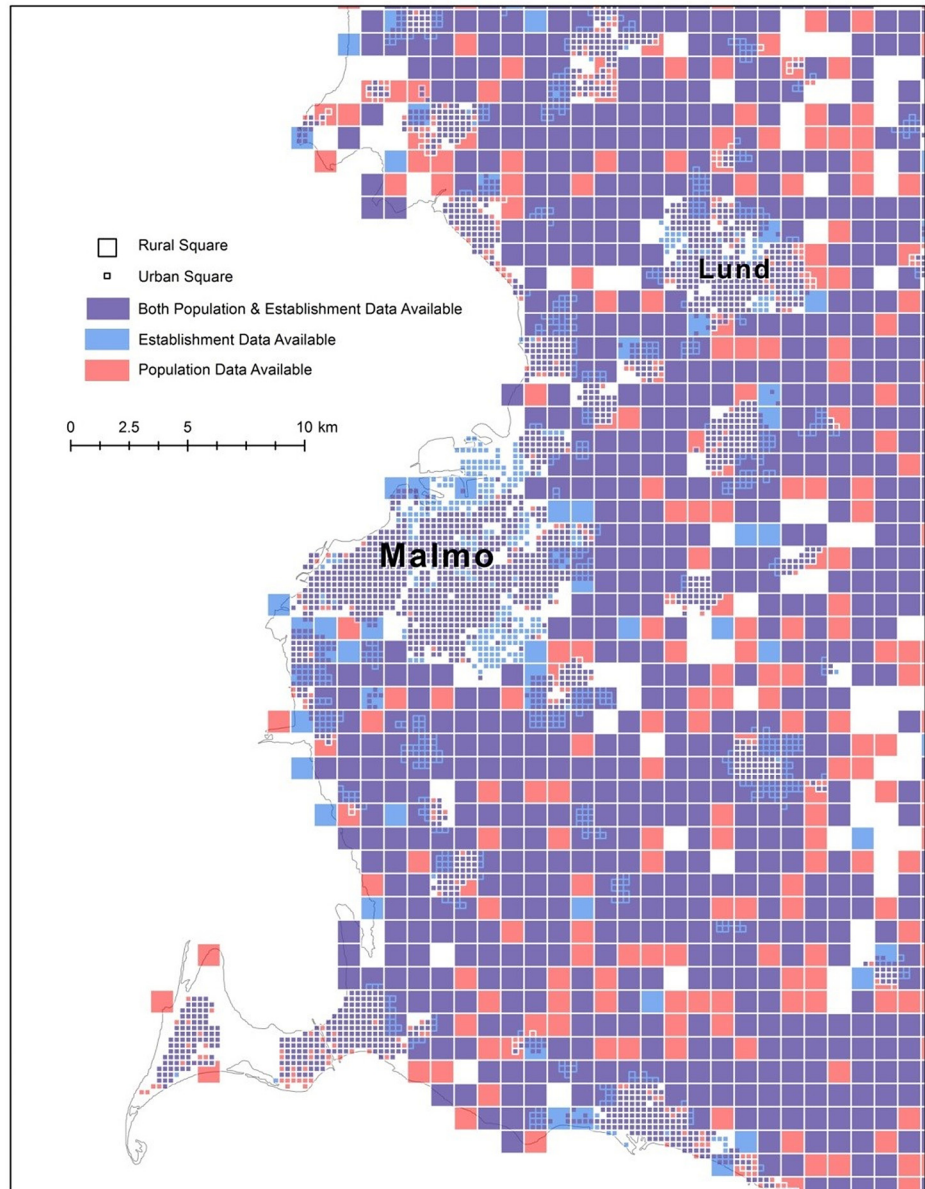 Lund
Rural Square
Urban Square
Both Population & Establishment Data Available
Establishment Data Available
Population Data Available
0 2.5 5 10 km
Malmo